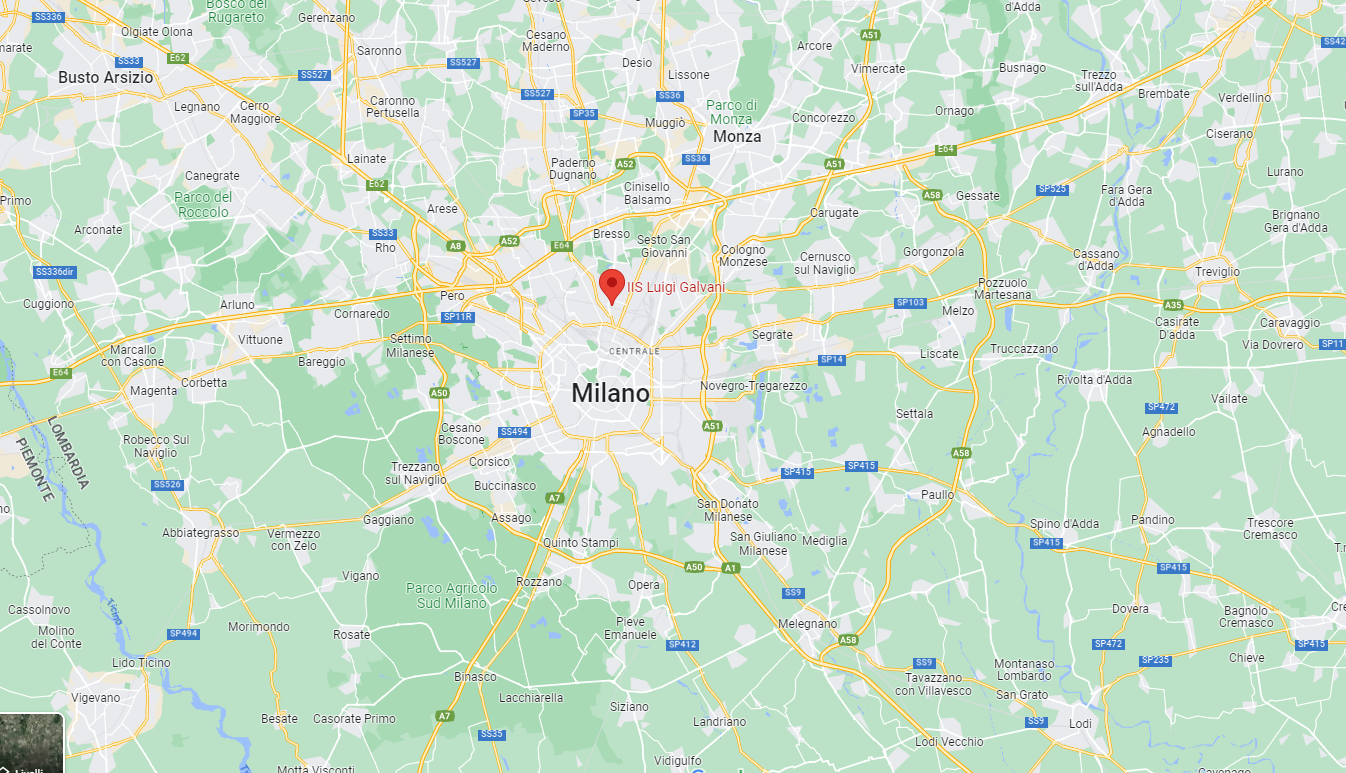 Bosco del
Rugareto
SS336
Gerenzano
d'Adda
Olgiate Olona
Cesano
Maderno
Arcore
A51
SS33
E62
Saronno
SS527
Desio
Vimercate
Busto Arsizio
SS527
Lissone
Busnago
Trezzo
sull'Adda
Brembate
Verdellino
SS527
SS36
Legnano
Cerro
Maggiore
Caronno
Pertusella
SP35
Parco di
Monza
Ornago
Concorezzo
Muggiò
Monza
Ciserano
Lainate
Paderno
Dugnano
A52
SS36
A51
E64
Canegrate
E62
Lurano
Primo
Parco del
Roccolo
Cinisello
Balsamo
A58
Gessate
SP525
Fara Gera
d'Adda
Arese
Carugate
Brignano
Gera d'Adda
Arconate
SS33
Rho
A8
A52
E64
Bresso
Sesto San
Giovanni
Cologno
Monzese
Cernusco
sul Naviglio
Gorgonzola
Cassano
d'Adda
SS336dir
Treviglio
Pero
IIS Luigi Galvani
Pozzuolo
Martesana
Cuggiono
Arluno
Cornaredo
SP11R
SP103
Melzo
A35
Casirate
D'adda
Caravaggio
Vittuone
Settimo
Milanese
Segrate
Via Dovrero
SP11
Marcallo
con Casone
Bareggio
CENTRALE
SP14
Liscate
Truccazzano
E64
Corbetta
Magenta
A50
Milano
Novegro-Tregarezzo
Rivolta d'Adda
SP472
Vailate
Settala
LOMBARDIA
PIEMONTE
Cesano
Boscone
SS494
A51
Agnadello
Robecco Sul
Naviglio
A58
SS526
Trezzano
sul Naviglio
Corsico
SP415
SP415
Buccinasco
A7
Paullo
Abbiategrasso
Vermezzo
con Zelo
Gaggiano
Assago
San Donato
Milanese
Spino d'Adda
Pandino
Trescore
Cremasco
Quinto Stampi
San Giuliano
Milanese
Mediglia
SP415
Vigano
Parco Agricolo
Sud Milano
Rozzano
Opera
A50
A1
SP415
SS9
Cassolnovo
Ticino
Dovera
Bagnolo
Cremasco
Molino
del Conte
SP494
Morimondo
Rosate
Pieve
Emanuele
SP412
Melegnano
A58
SP472
SP415
Lido Ticino
SP235
Chieve
SS9
Montanaso
Lombardo
Binasco
Tavazzano
con Villavesco
San Grato
Vigevano
Lacchiarella
Siziano
Besate
Casorate Primo
A7
Landriano
SS9
Lodi
SS35
Lodi Vecchio
Vidigulfo
Motta Visconti
Livelli